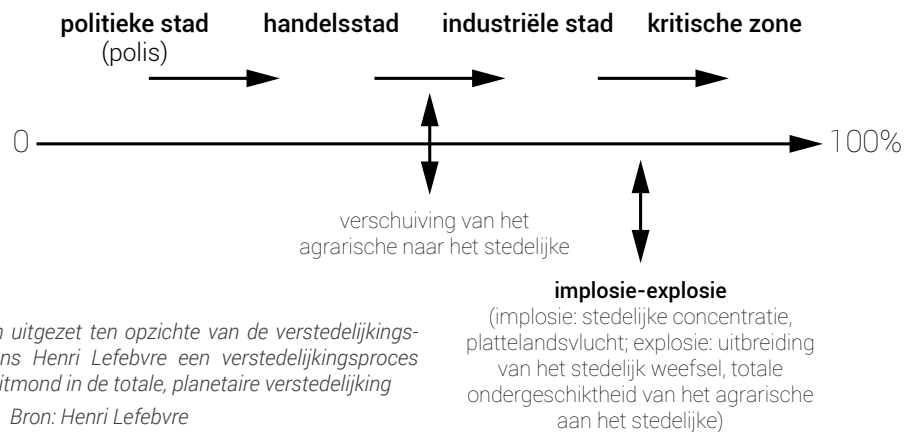 politieke stad
(polis)
handelsstad
industriële stad
kritische zone
0
100%
verschuiving van het
agrarische naar het stedelijke
implosie-explosie
(implosie: stedelijke concentratie,
plattelandsvlucht; explosie: uitbreiding
van het stedelijk weefsel, totale
ondergeschiktheid van het agrarische
aan het stedelijke)
uitgezet ten opzichte van de verstedelijkings-
Henri Lefebvre een verstedelijkingsproces
in de totale, planetaire verstedelijking
Bron: Henri Lefebvre